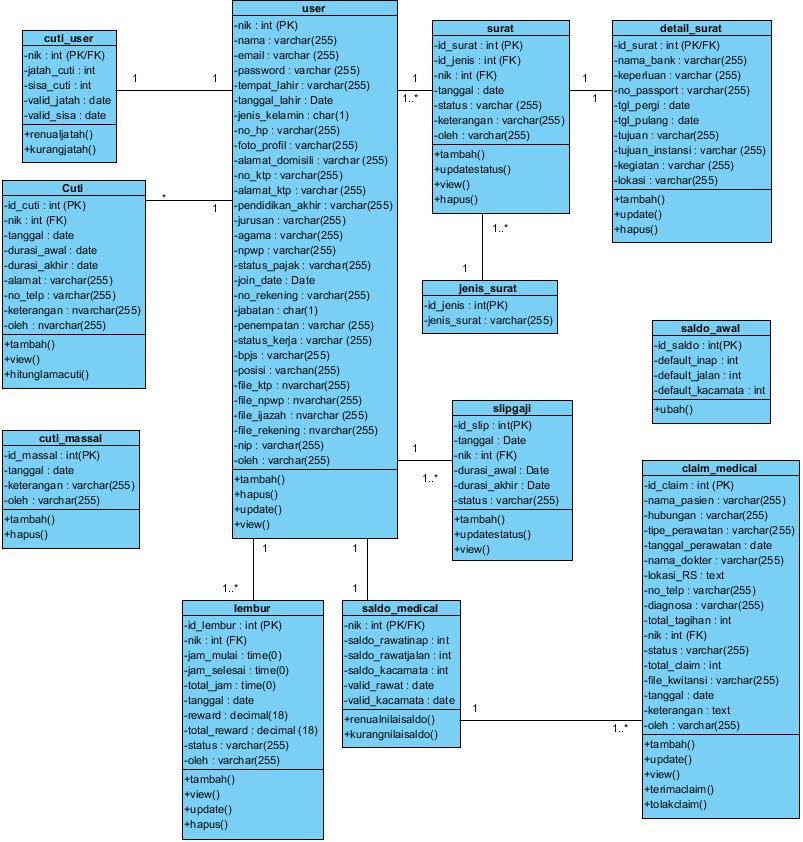 cuti_user
-nik : int (PK/FK)
-jatah_cuti : int
-sisa_cuti : int
-valid_jatah : date
-valid_sisa : date
+renualjatah()
+kurangjatah()
1
1
user
-nik : int (PK)
-nama : varchar(255)
-email : varchar (255)
-password : varchar (255)
-tempat_lahir : varchar(255)
-tanggal_lahir : Date
-jenis_kelamin : char(1)
-no_hp : varchar(255)
-foto_profil : varchar(255)
-alamat_domisili : varchar (255)
-no_ktp : varchar(255)
-alamat_ktp : varchar(255)
-pendidikan_akhir : varchar(255)
-jurusan : varchar(255)
-agama : varchar(255)
-npwp : varchar(255)
-status_pajak : varchar(255)
-join_date : Date
-no_rekening : varchar(255)
-jabatan : char(1)
-penempatan : varchar(255)
-status_kerja : varchar (255)
-bpjs : varchar(255)
-posisi : varchan(255)
-file_ktp : nvarchar(255)
-file_npwp : nvarchar(255)
-file_ijazah : nvarchar (255)
-file_rekening : nvarchar(255)
-nip : varchar(255)
-oleh : varchar(255)
+tambah()
+hapus()
+update()
+view()
1
1..*
surat
-id_surat : int (PK)
-id_jenis : int (FK)
-nik : int (FK)
-tanggal : date
-status : varchar (255)
-keterangan : varchar(255)
-oleh : varchar(255)
+tambah()
+updatestatus()
+view()
+hapus()
1
1
detail_surat
-id_surat : int (PK/FK)
-nama_bank : varchar(255)
-keperluan : varchar (255)
-no_passport : varchar(255)
-tgl_pergi : date
-tgl_pulang : date
-tujuan : varchar(255)
-tujuan_instansi : varchar (255)
-kegiatan : varchar (255)
-lokasi : varchar(255)
+tambah()
+update()
+hapus()
Cuti
-id_cuti : int (PK)
-nik : int (FK)
-tanggal : date
-durasi_awal : date
-durasi_akhir : date
-alamat : varchar(255)
-no_telp : varchar(255)
-keterangan : nvarchar(255)
-oleh : nvarchar(255)
+tambah()
+view()
+hitunglamacuti()
*
1
1..*
1
jenis_surat
-id_jenis : int(PK)
-jenis_surat : varchar(255)
saldo_awal
-id_saldo : int(PK)
-default_inap : int
-default_jalan : int
-default_kacamata : int
+ubah()
cuti_massal
-id_massal : int(PK)
-tanggal : date
-keterangan : varchar(255)
-oleh : varchar(255)
+tambah()
+hapus()
1
1..*
slipgaji
-id_slip : int(PK)
-tanggal : Date
-nik : int (FK)
-durasi_awal : Date
-durasi_akhir : Date
-status : varchar(255)
+tambah()
+updatestatus()
+view()
claim_medical
-id_claim : int (PK)
-nama_pasien : varchar(255)
-hubungan : varchar(255)
-tipe_perawatan : varchar(255)
-tanggal_perawatan : date
-nama_dokter : varchar(255)
-lokasi_RS : text
-no_telp : varchar(255)
-diagnosa : varchar(255)
-total_tagihan : int
-nik : int (FK)
-status : varchar(255)
-total_claim : int
-file_kwitansi : varchar(255)
-tanggal : date
-keterangan : text
-oleh : varchar(255)
+tambah()
+update()
+view()
+terimaclaim()
+tolakclaim()
1
1..*
lembur
-id_lembur : int (PK)
-nik : int (FK)
-jam_mulai : time(0)
-jam_selesai : time(0)
-total_jam : time(0)
-tanggal : date
-reward : decimal(18)
-total_reward : decimal (18)
-status : varchar(255)
-oleh : varchar(255)
+tambah()
+view()
+update()
+hapus()
1
1
saldo_medical
-nik : int (PK/FK)
-saldo_rawatinap : int
-saldo_rawatjalan : int
-saldo_kacamata : int
-valid_rawat : date
-valid_kacamata : date
+renualnilaisaldo()
+kurangnilaisaldo()
1
1..*